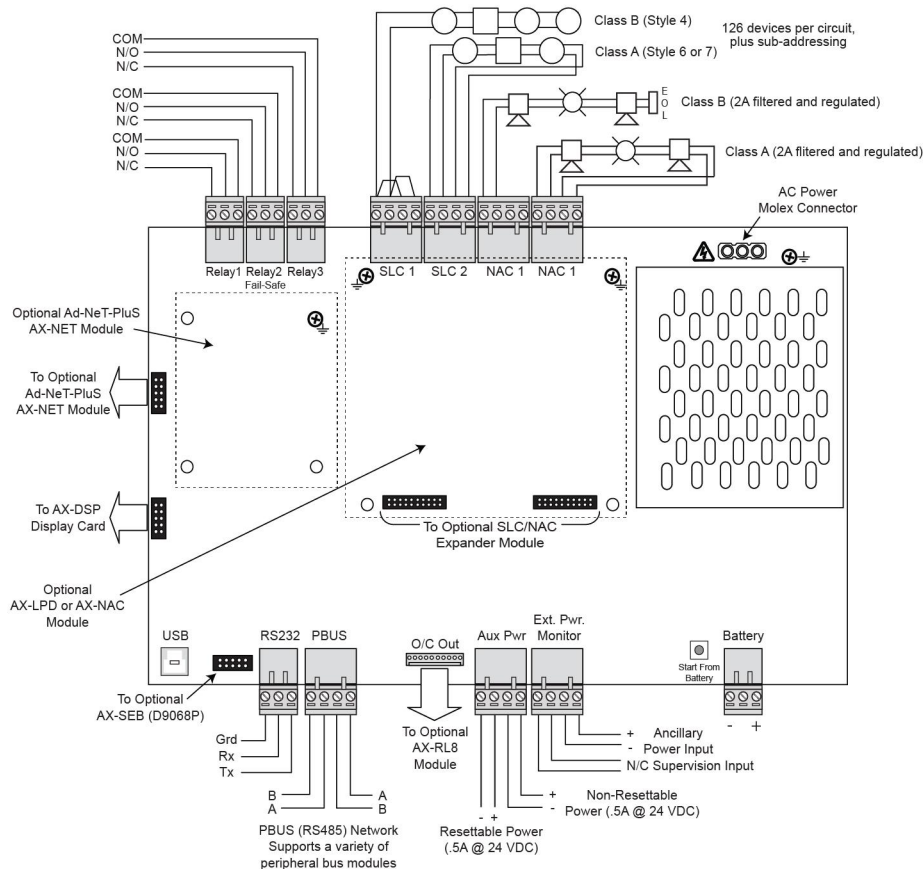 Class B (Style 4)
126 devices per circuit,
plus sub-addressing
COM
N/O
N/C
Class A (Style 6 or 7)
COM
N/O
N/C
E
O
L
Class B (2A filtered and regulated)
COM
N/O
N/C
Class A (2A flitered and regulated)
AC Power
Molex Connector
Relay1
Relay2
Relay3
Fail-Safe
SLC 1
SLC 2
NAC 1
NAC 1
Optional Ad-NeT-PluS
AX-NET Module
To Optional
Ad-NeT-PluS
AX-NET Module
To AX-DSP
Display Card
To Optional SLC/NAC
Expander Module
Optional
AX-LPD or AX-NAC
Module
USB
RS232
PBUS
O/C Out
Aux Pwr
Ext. Pwr.
Monitor
Start From
Battery
Battery
- +
To Optional
AX-SEB (D9068P)
Grd
Rx
Tx
To Optional
AX-RL8
Module
+ Ancillary
- Power Input
N/C Supervision Input
B
A
A
B
PBUS (RS485) Network
Supports a variety of
peripheral bus modules
- +
Resettable Power
(.5A @ 24 VDC)
+ Non-Resettable
- Power (.5A @ 24 VDC)